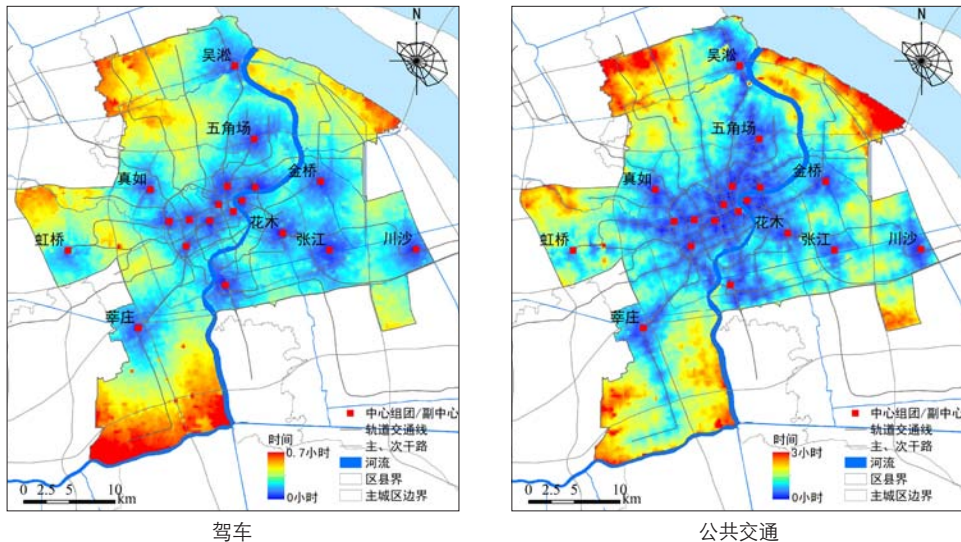 N
吴淞
五角场
真如
金桥
花木
虹桥
张江
川沙
莘庄
中心组团/副中心
轨道交通线
主、次干路
河流
区县界
主城区边界
时间
0.7小时
0小时
0 2.5 5 10
km
驾车
N
吴淞
五角场
真如
金桥
花木
虹桥
张江
川沙
莘庄
中心组团/副中心
轨道交通线
主、次干路
河流
区县界
主城区边界
时间
3小时
0小时
0 2.5 5 10
km
公共交通